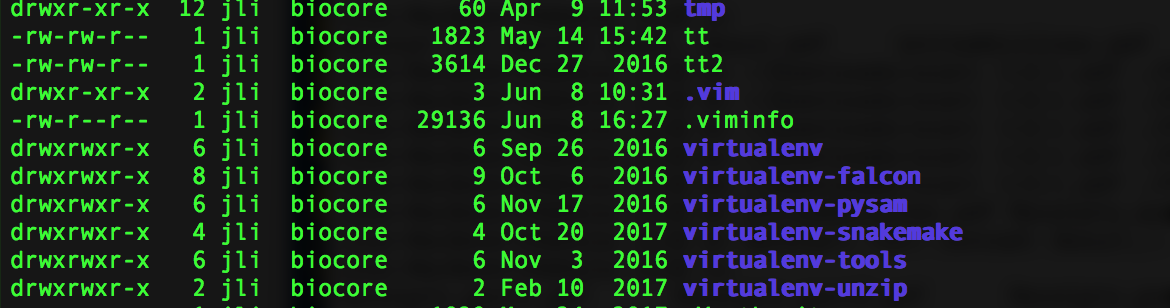 drwxr-xr-x 12 jli biocore 60 Apr 9 11:53 tmp
-rw-rw-r-- 1 jli biocore 1823 May 14 15:42 tt
-rw-rw-r-- 1 jli biocore 3614 Dec 27 2016 tt2
drwxr-xr-x 2 jli biocore 3 Jun 8 10:31 .vim
-rw-r--r-- 1 jli biocore 29136 Jun 8 16:27 .viminfo
drwxrwxr-x 6 jli biocore 6 Sep 26 2016 virtualenv
drwxrwxr-x 8 jli biocore 9 Oct 6 2016 virtualenv-falcon
drwxrwxr-x 6 jli biocore 6 Nov 17 2016 virtualenv-pysam
drwxrwxr-x 4 jli biocore 4 Oct 20 2017 virtualenv-snakemake
drwxrwxr-x 6 jli biocore 6 Nov 3 2016 virtualenv-tools
drwxrwxr-x 2 jli biocore 2 Feb 10 2017 virtualenv-unzip